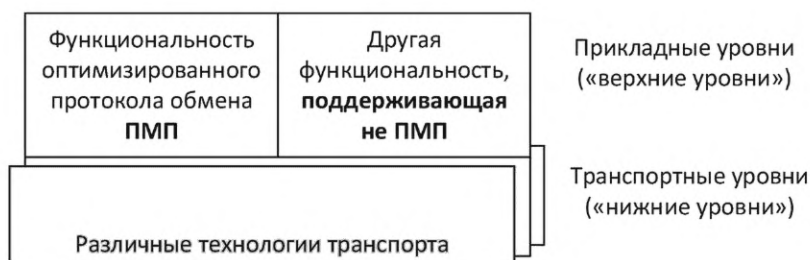 Функциональность
оптимизированного
протокола обмена
ПМП
Другая
функциональность,
поддерживающая
не ПМП
Прикладные уровни
(«верхние уровни»)
Транспортные уровни
(«нижние уровни»)
Различные технологии транспорта